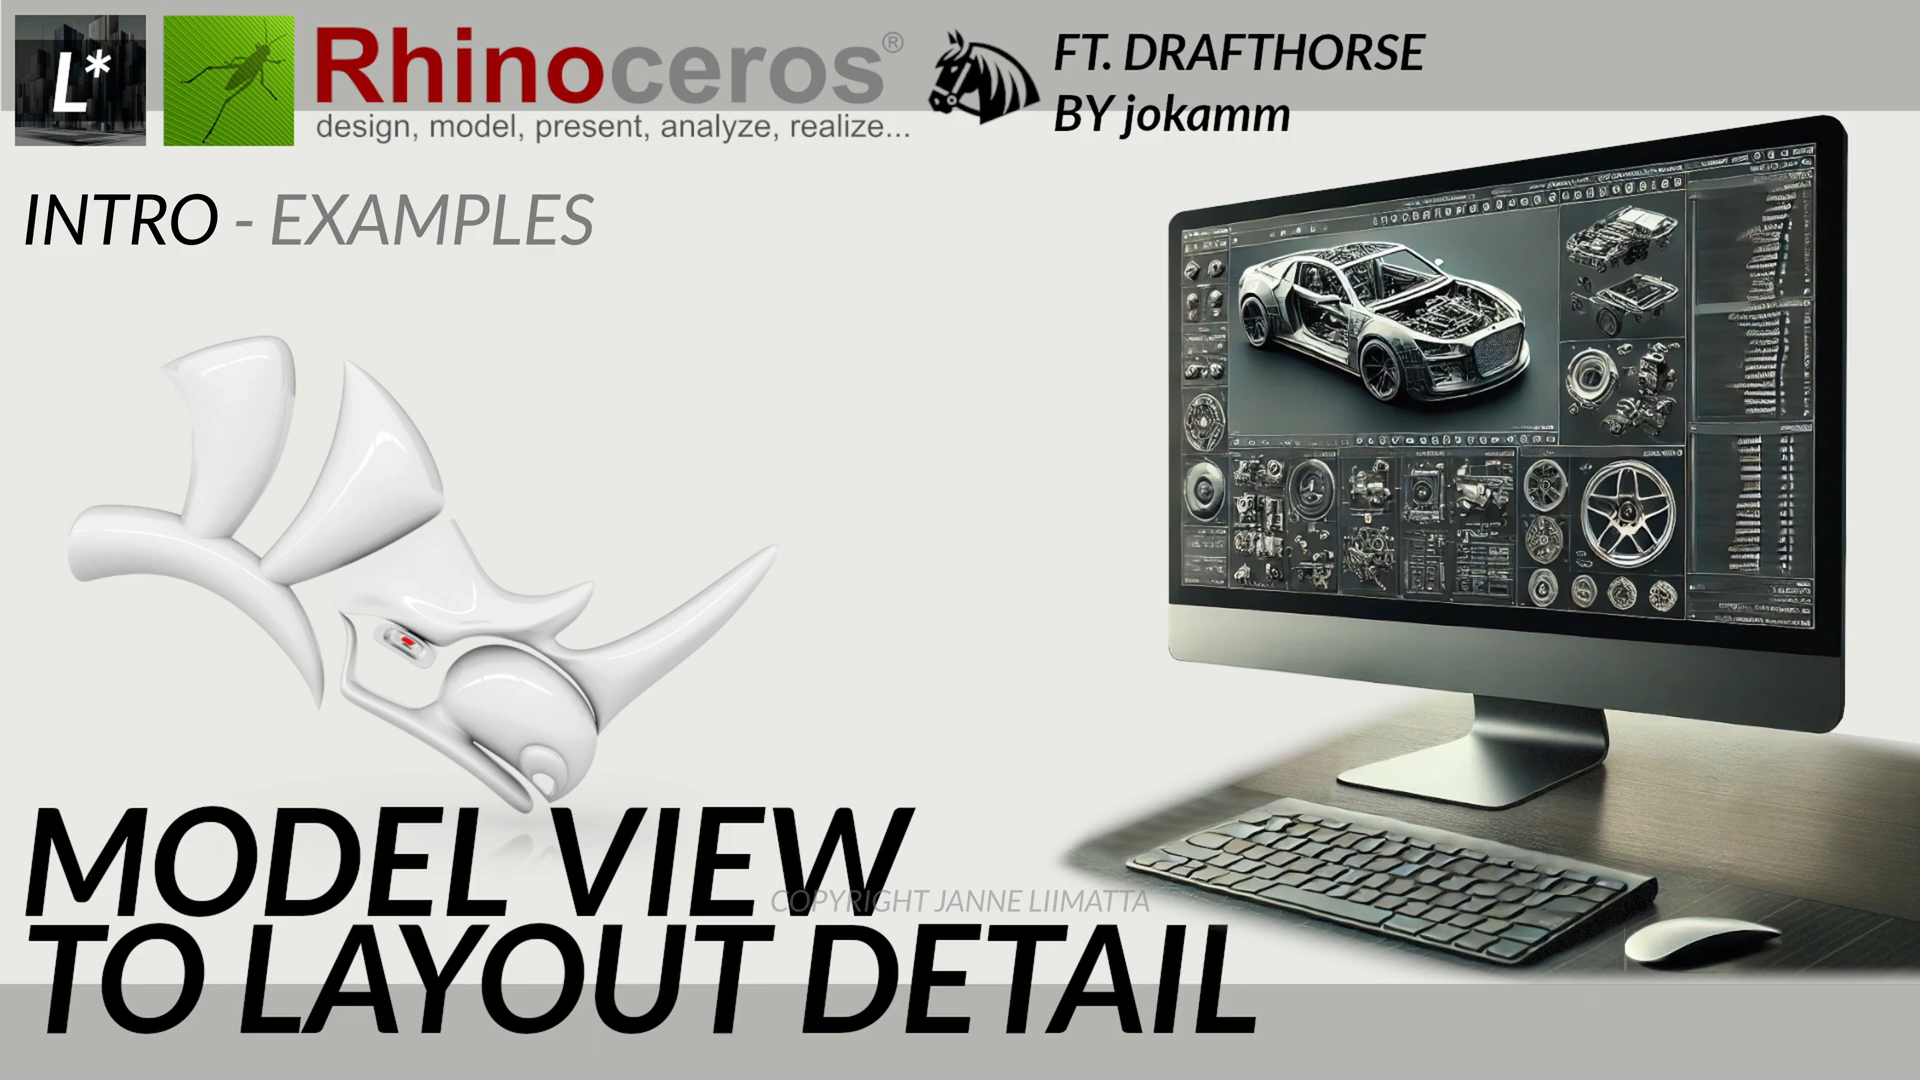 L*
Rhinoceros®
design, model, present, analyze, realize...
FT. DRAFTHORSE
BY jokamm
INTRO - EXAMPLES
MODEL VIEW
COPYRIGHT JANNE LIIMATTA
TO LAYOUT DETAIL